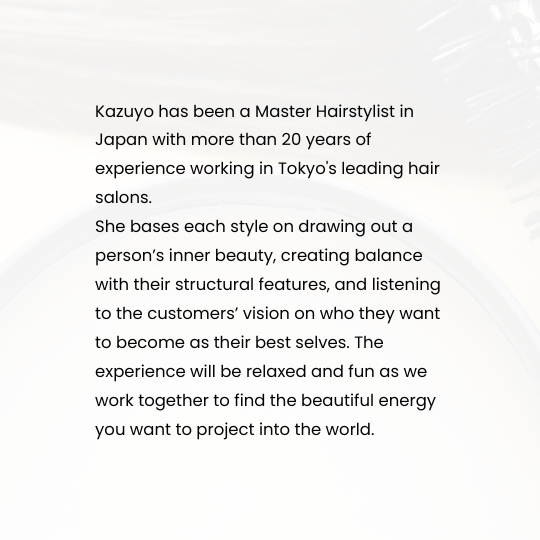 Kazuyo has been a Master Hairstylist in
Japan with more than 20 years of
experience working in Tokyo's leading hair
salons.
She bases each style on drawing out a
person’s inner beauty, creating balance
with their structural features, and listening
to the customers’ vision on who they want
to become as their best selves. The
experience will be relaxed and fun as we
work together to find the beautiful energy
you want to project into the world.